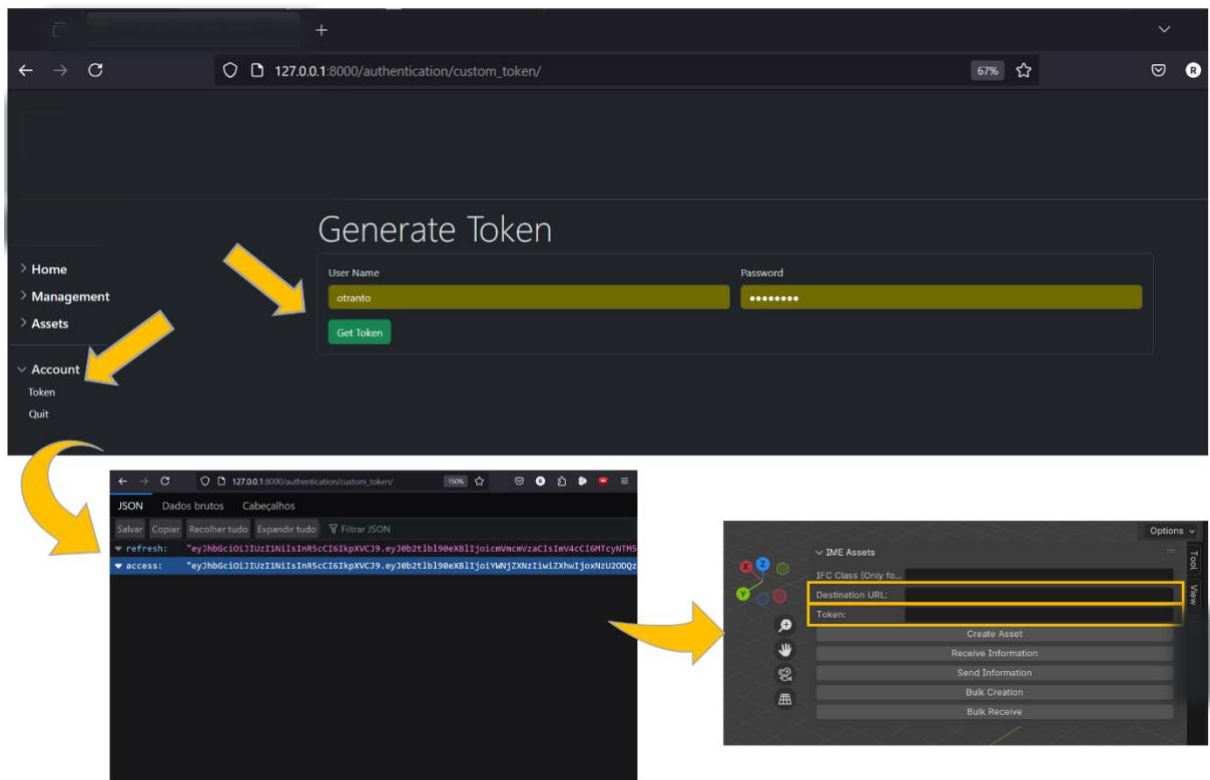 127.0.0.1:8000/authentication/custom_token/
67%
R
Generate Token
Home
Management
Assets
Account
Token
Quit
User Name
Password
otranto
••••••••
Get Token
127.0.0.1:8000/authentication/custom_token/
150%
JSON Dados brutos Cabeçalhos
Salvar Copiar Recolher tudo Expandir tudo Filtrar JSON
refresh:
access:
Options
IME Assets
IFC Class (Only fo...
Destination URL:
Token:
Create Asset
Receive Information
Send Information
Bulk Creation
Bulk Receive
Z
Y
Tool
View